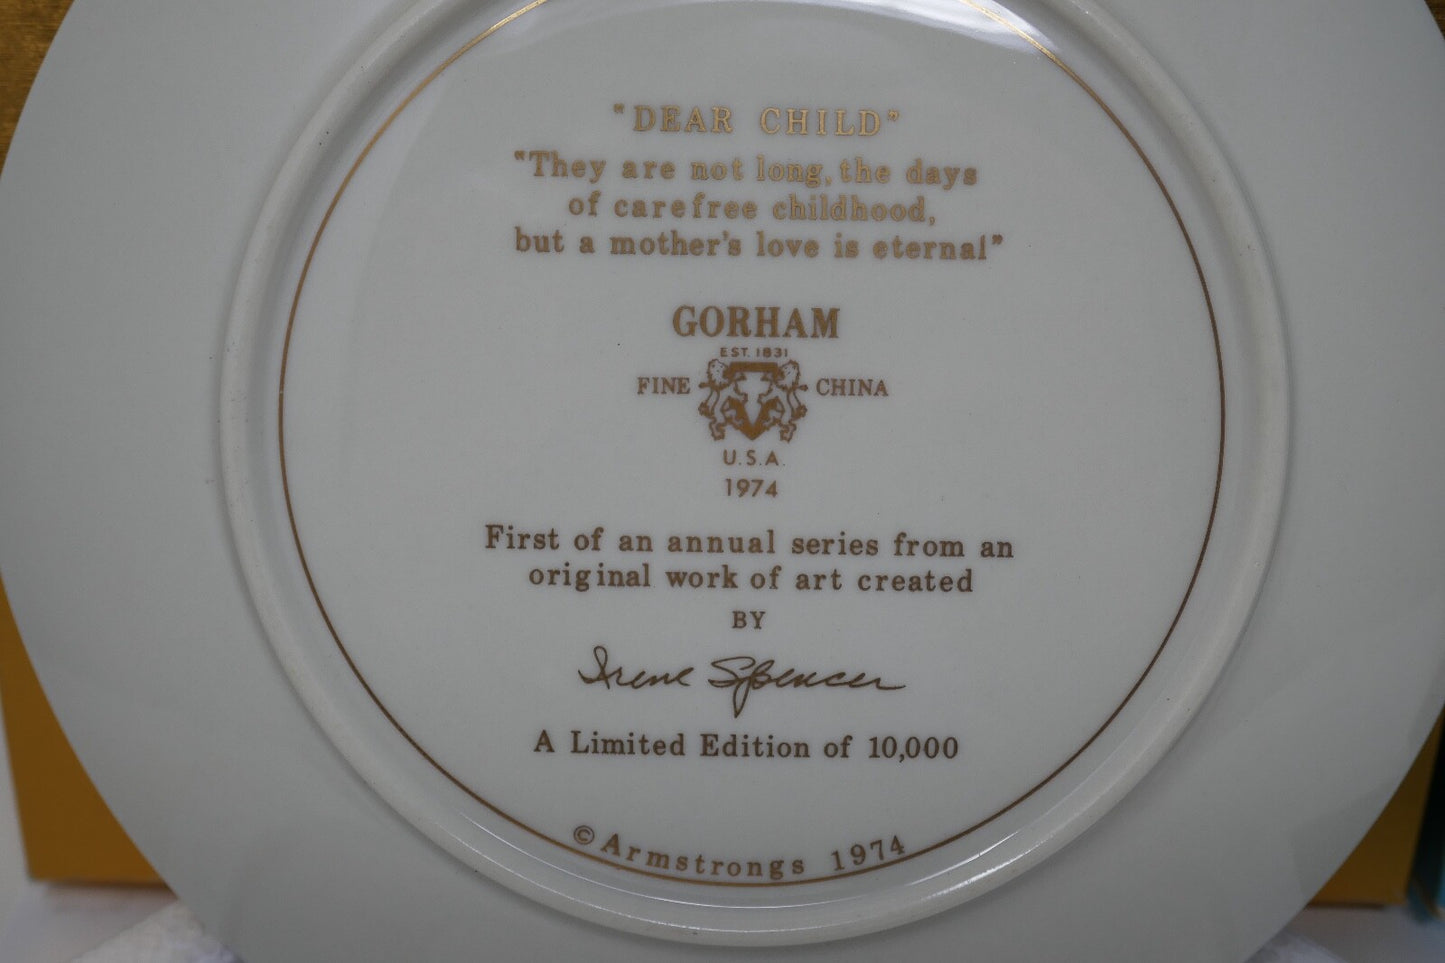 "DEAR CHILD"
"They are not long, the days
of carefree childhood,
but a mother's love is eternal"
GORHAM
EST. 1831
FINE CHINA
U.S.A.
1974
First of an annual series from an
original work of art created
BY
Irene Spencer
A Limited Edition of 10,000
© Armstrongs 1974